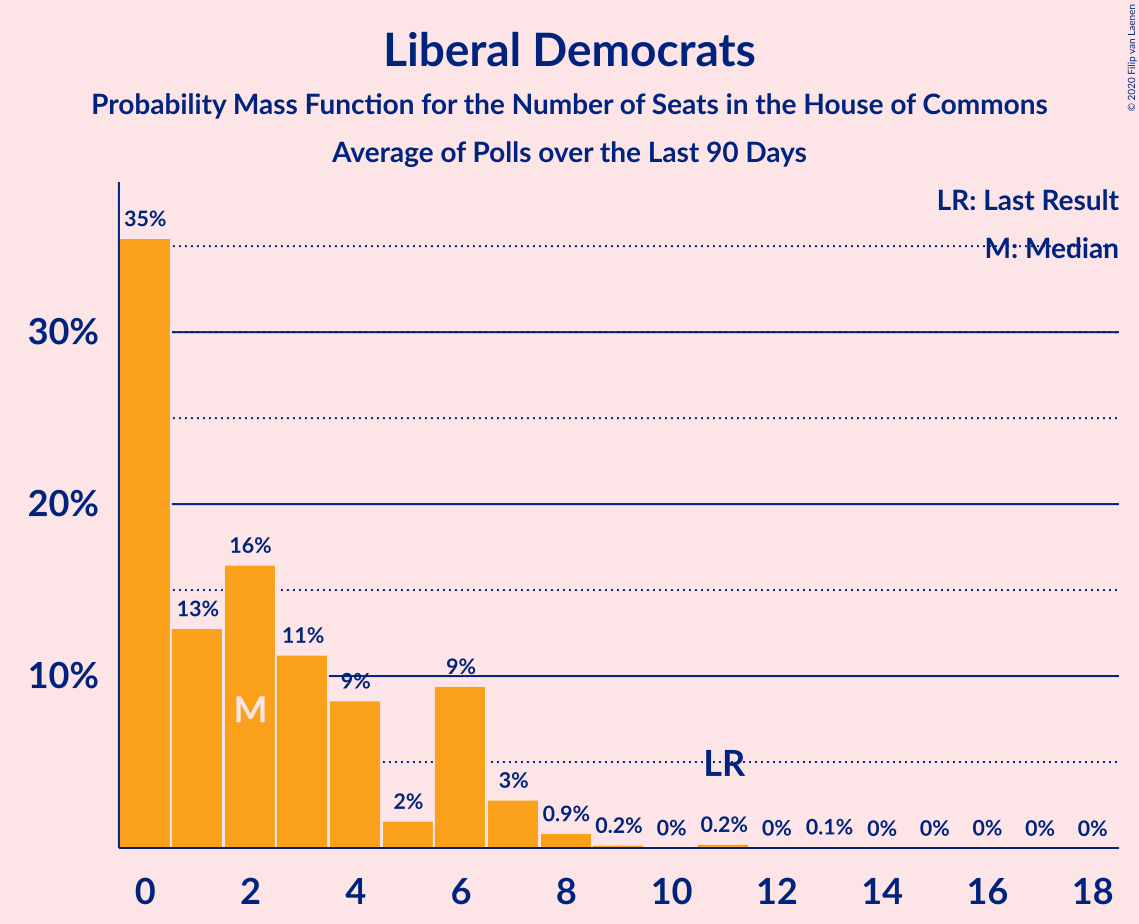 Liberal Democrats
Probability Mass Function for the Number of Seats in the House of Commons
Average of Polls over the Last 90 Days
© 2020 Filip van Laenen
LR: Last Result
M: Median
35%
30%
20%
16%
13%
11%
10%
9%
9%
M
LR
3%
2%
0.9%
0.2%
0%
0.2%
0%
0.1%
0%
0%
0%
0%
0%
0 2 4 6 8 10 12 14 16 18